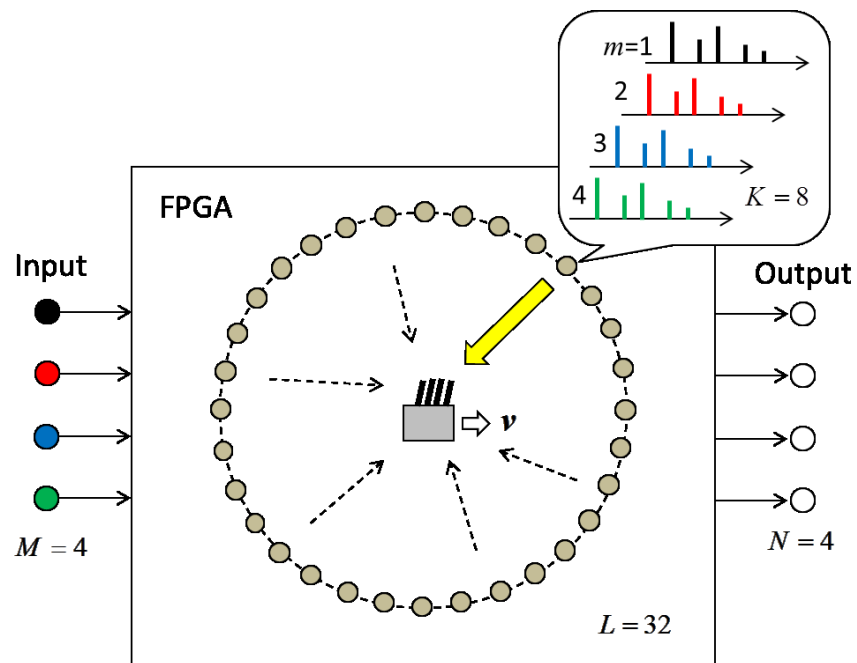 m=1
2
3
4
K = 8
FPGA
Input
Output
v
M = 4
N = 4
L = 32